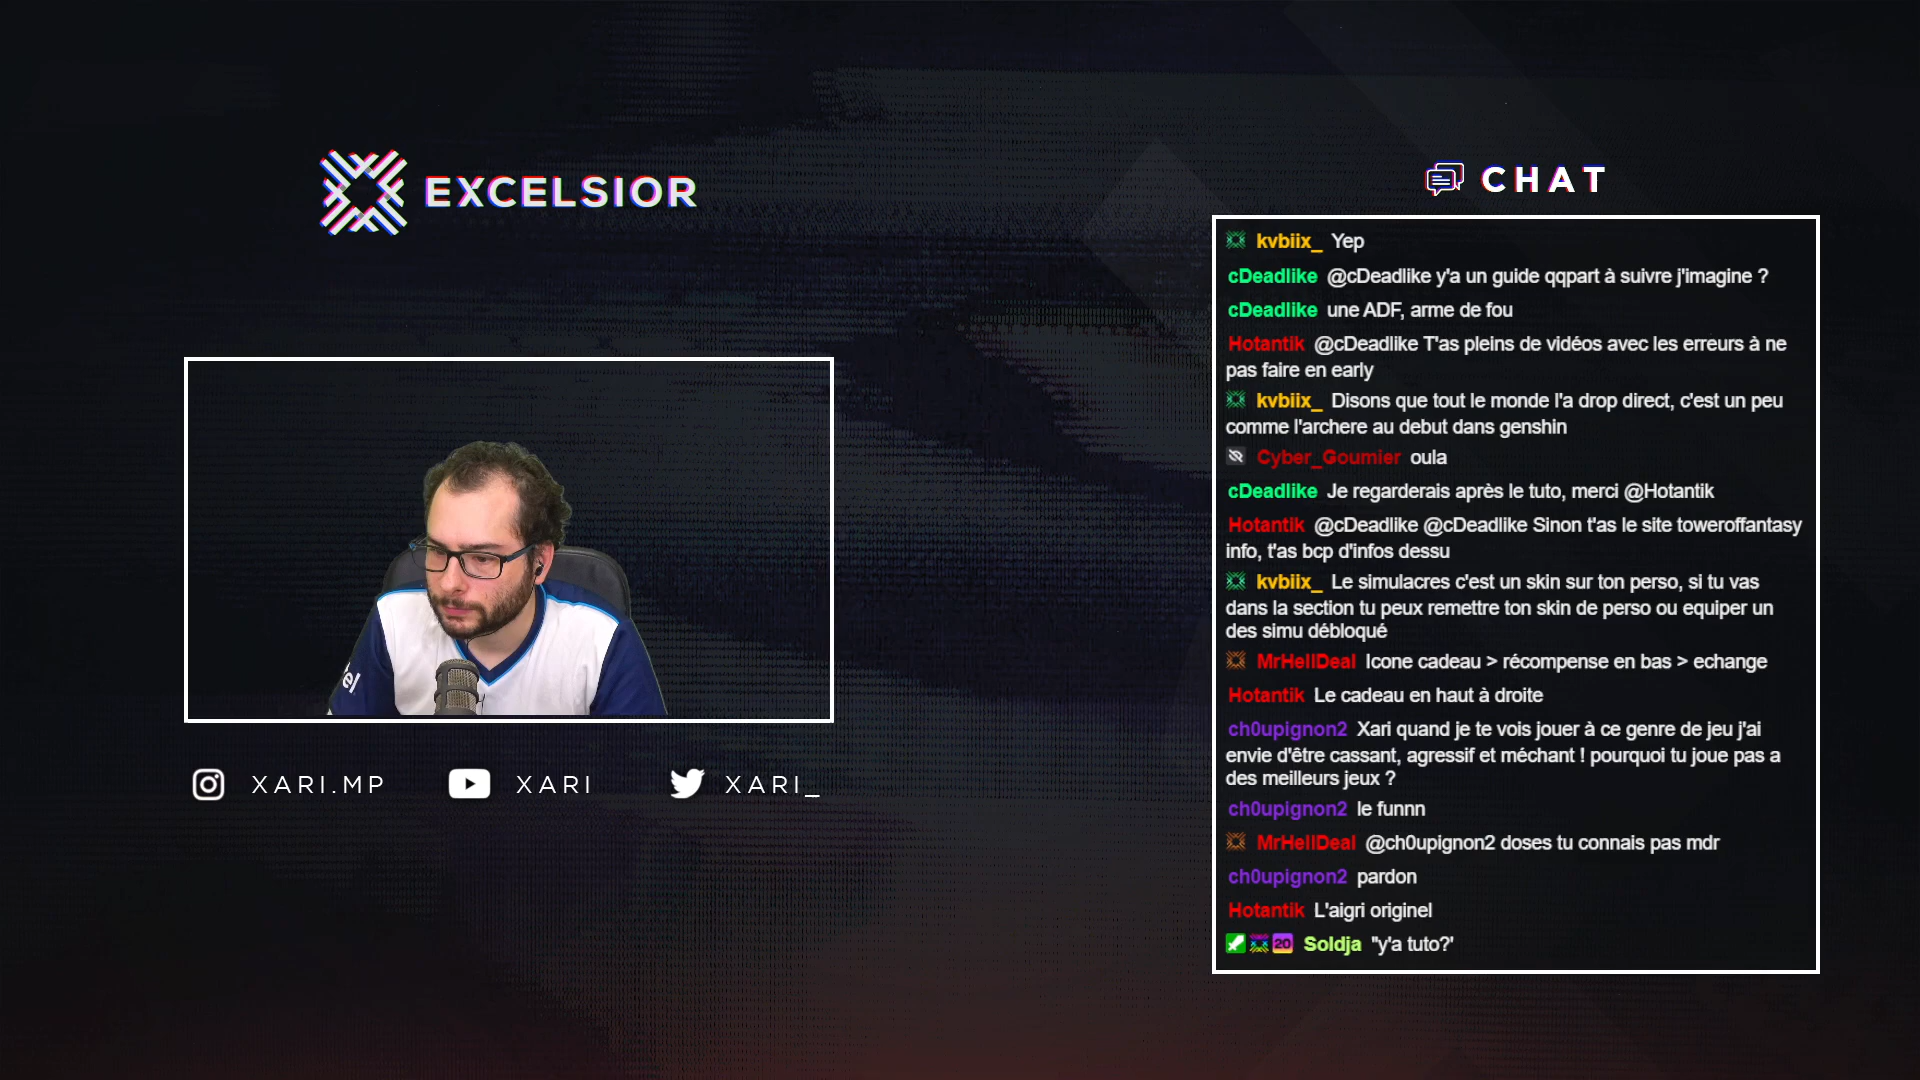 EXCELSIOR
CHAT
kvbiix_ Yep
cDeadlike @cDeadlike y'a un guide qqpart à suivre j'imagine ?
cDeadlike une ADF, arme de fou
Hotantik @cDeadlike T'as pleins de vidéos avec les erreurs à ne
pas faire en early
kvbiix_ Disons que tout le monde l'a drop direct, c'est un peu
comme l'archere au debut dans genshin
Cyber_Goumier oula
cDeadlike Je regarderais après le tuto, merci @Hotantik
Hotantik @cDeadlike @cDeadlike Sinon t'as le site toweroffantasy
info, t'as bcp d'infos dessu
kvbiix_ Le simulacres c'est un skin sur ton perso, si tu vas
dans la section tu peux remettre ton skin de perso ou equiper un
des simu débloqué
MrHellDeal Icone cadeau > récompense en bas > echange
Hotantik Le cadeau en haut à droite
ch0upignon2 Xari quand je te vois jouer à ce genre de jeu j'ai
envie d'être cassant, agressif et méchant ! pourquoi tu joue pas a
des meilleurs jeux ?
ch0upignon2 le funnn
MrHellDeal @ch0upignon2 doses tu connais pas mdr
ch0upignon2 pardon
Hotantik L'aigri originel
20 Soldja "y'a tuto?'
XARI.MP
XARI
XARI_